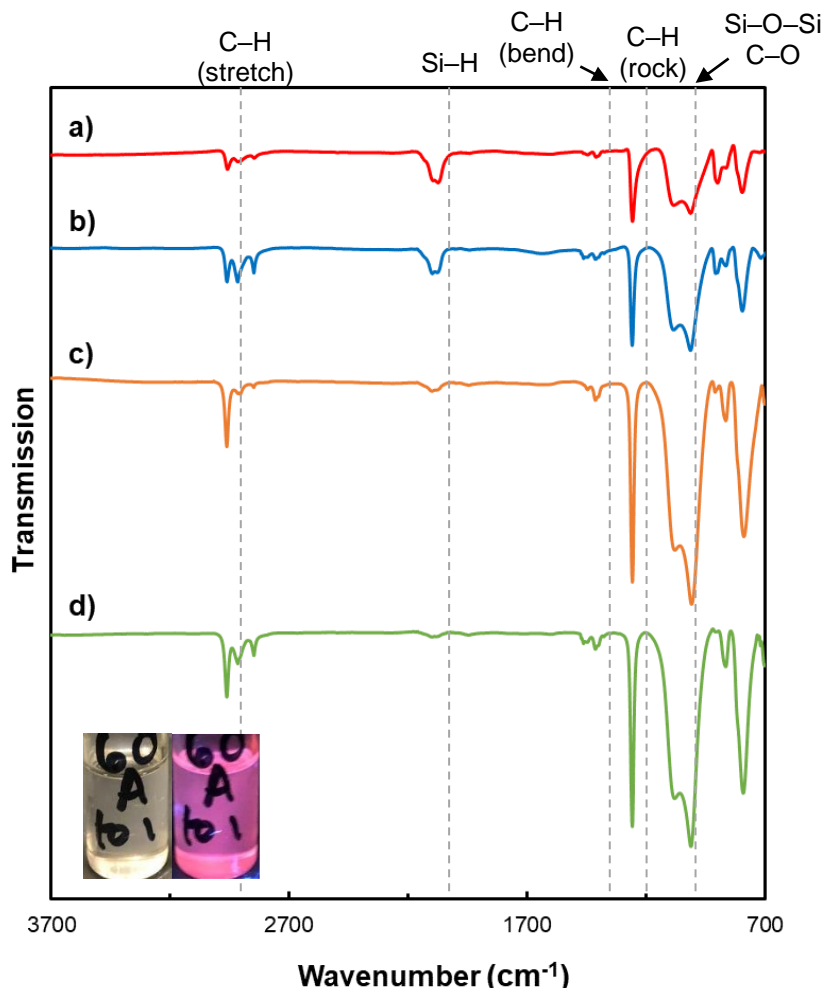 C–H
(stretch)
Si–H
C–H
(bend)
C–H
(rock)
Si–O–Si
C–O
a)
b)
c)
d)
Transmission
60
A
to 1
60
A
to 1
3700
2700
1700
700
Wavenumber (cm⁻¹)